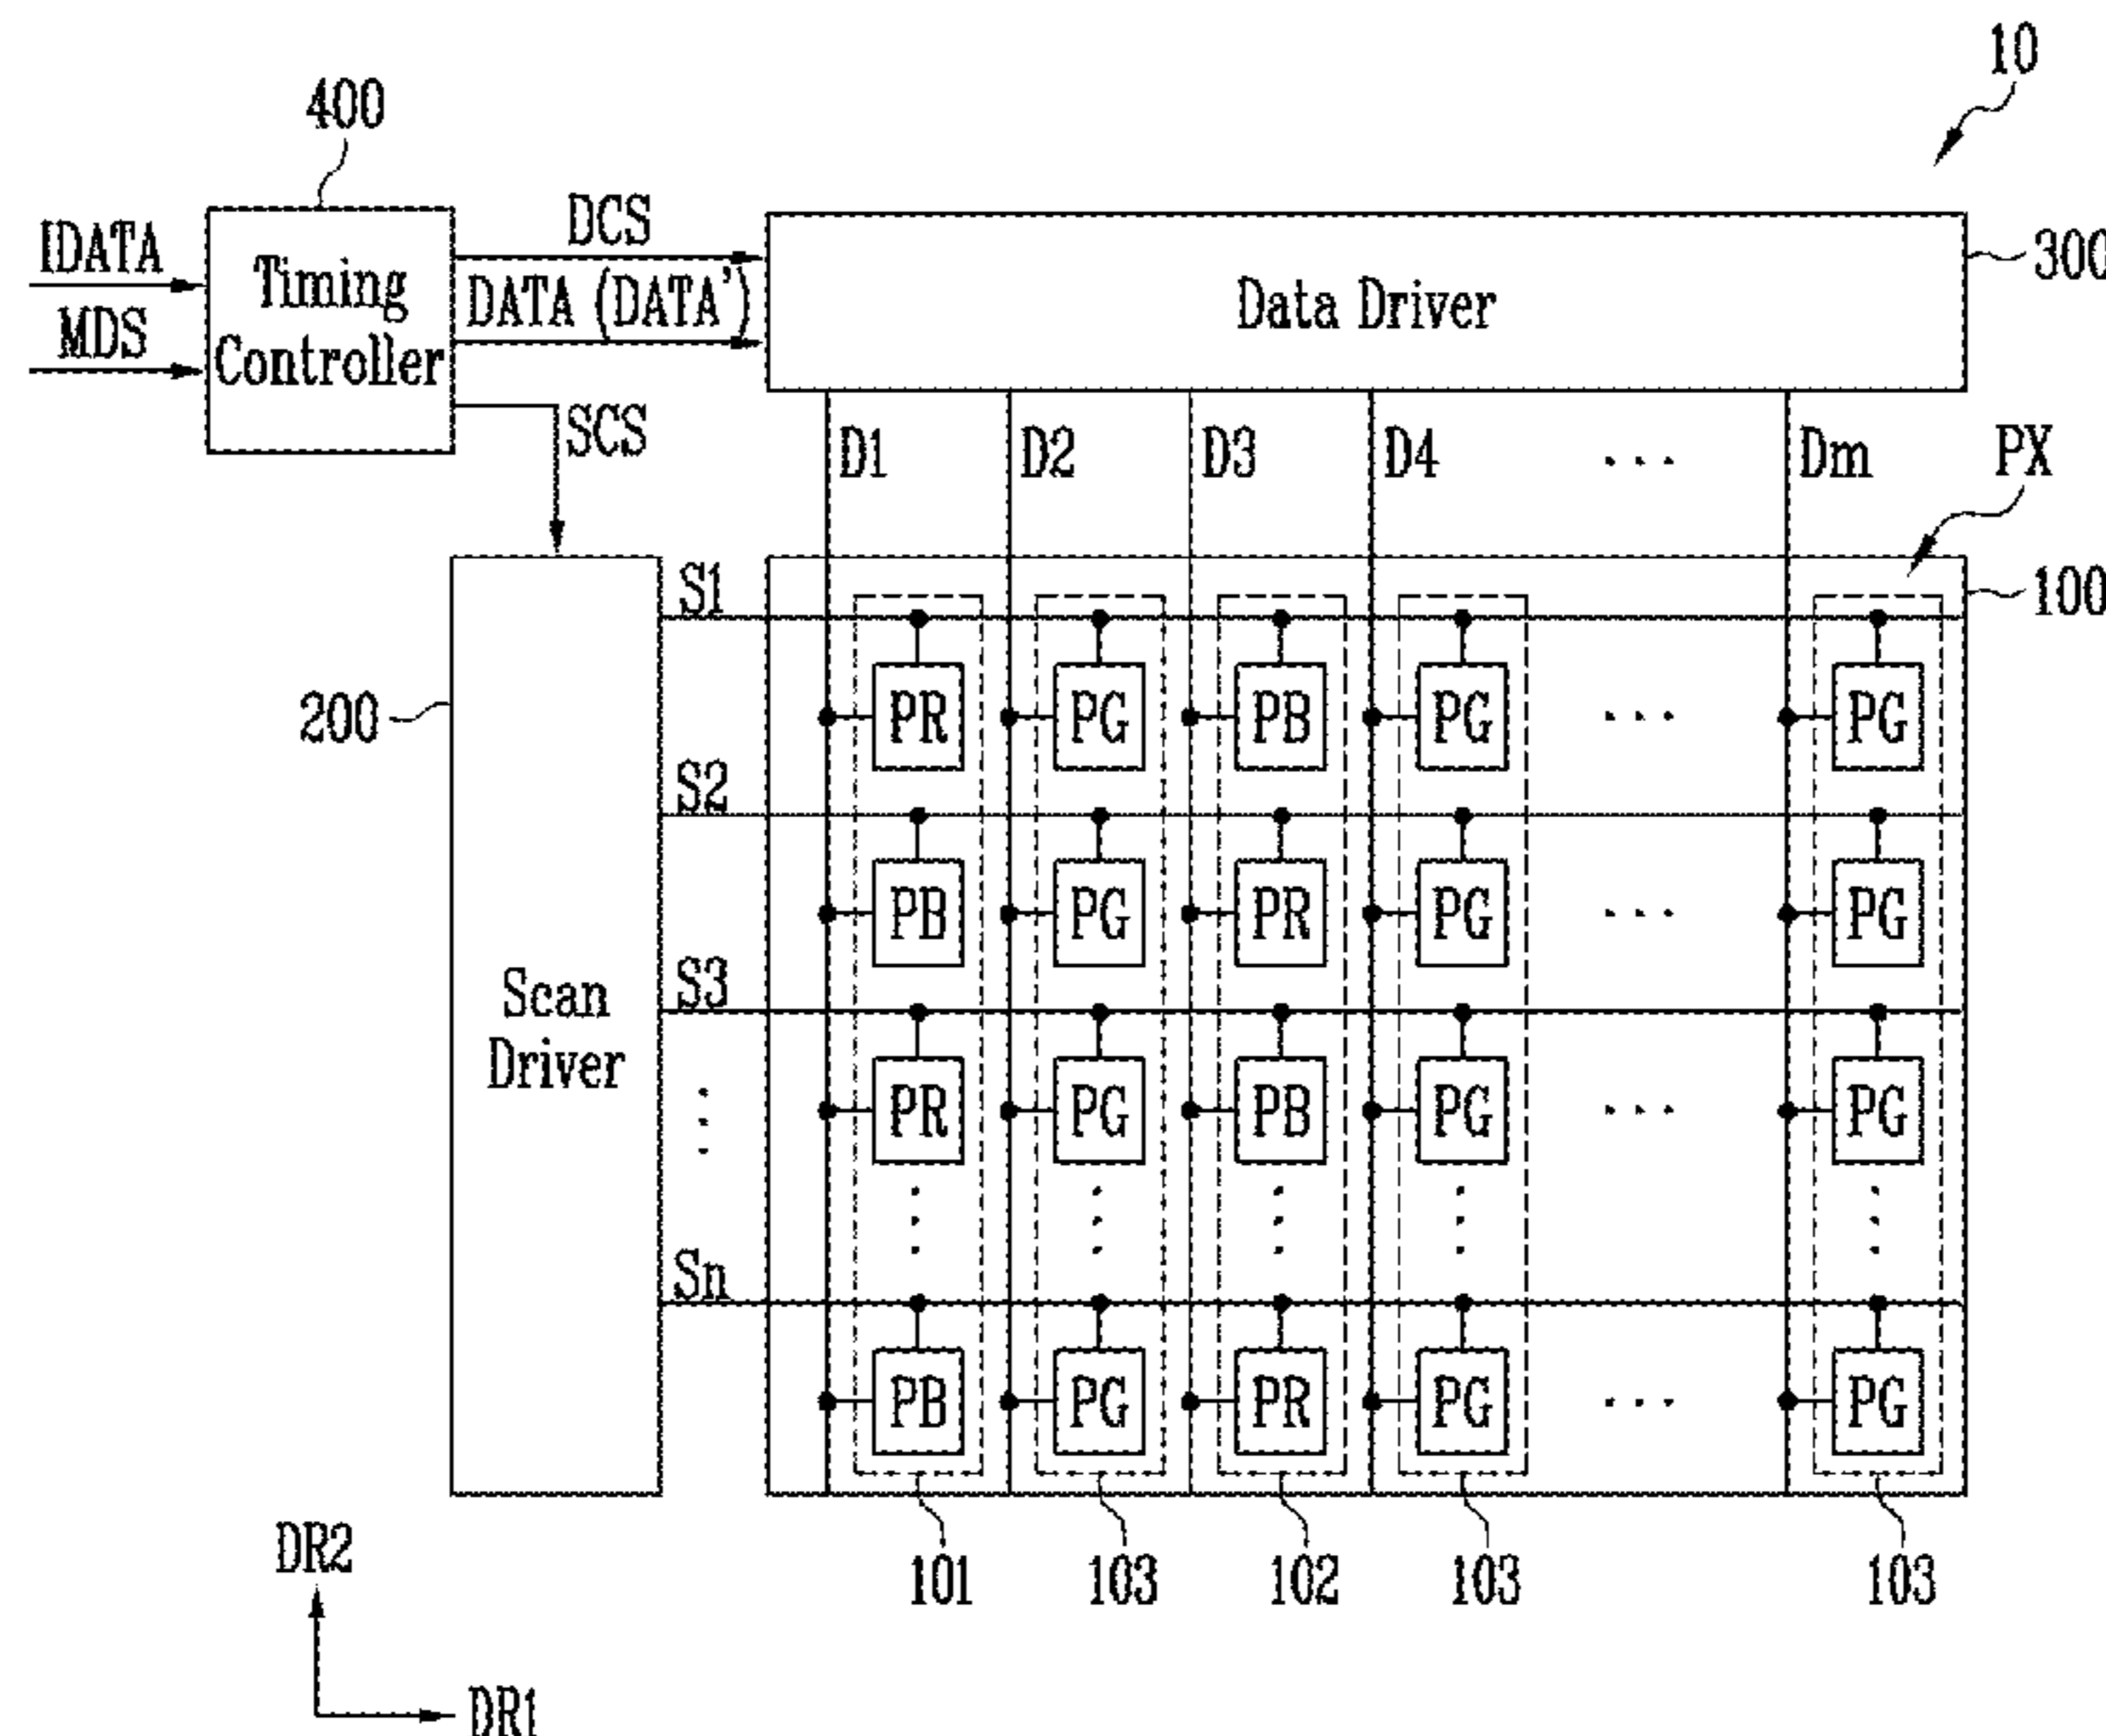 10
400
IDATA
MDS
Timing
Controller
DCS
DATA (DATA')
SCS
Data Driver
300
D1 D2 D3 D4 ... Dm
PX
100
200
Scan
Driver
S1
PR PG PB PG ... PG
S2
PB PG PR PG ... PG
S3
PR PG PB PG ... PG
Sn
PB PG PR PG ... PG
101 103 102 103 103
DR2
DR1